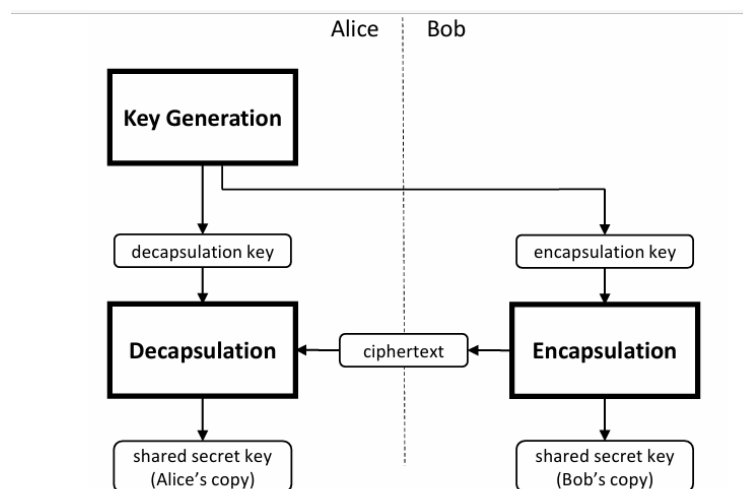 Alice
Bob
Key Generation
decapsulation key
encapsulation key
Decapsulation
ciphertext
Encapsulation
shared secret key
(Alice’s copy)
shared secret key
(Bob’s copy)